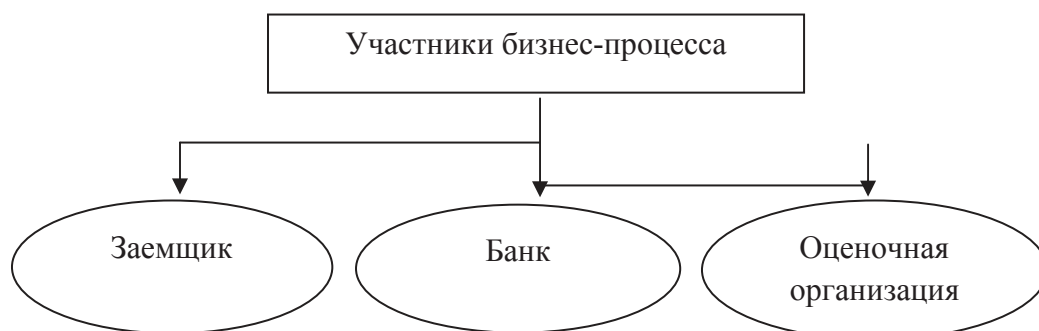 Участники бизнес-процесса
Заемщик
Банк
Оценочная
организация